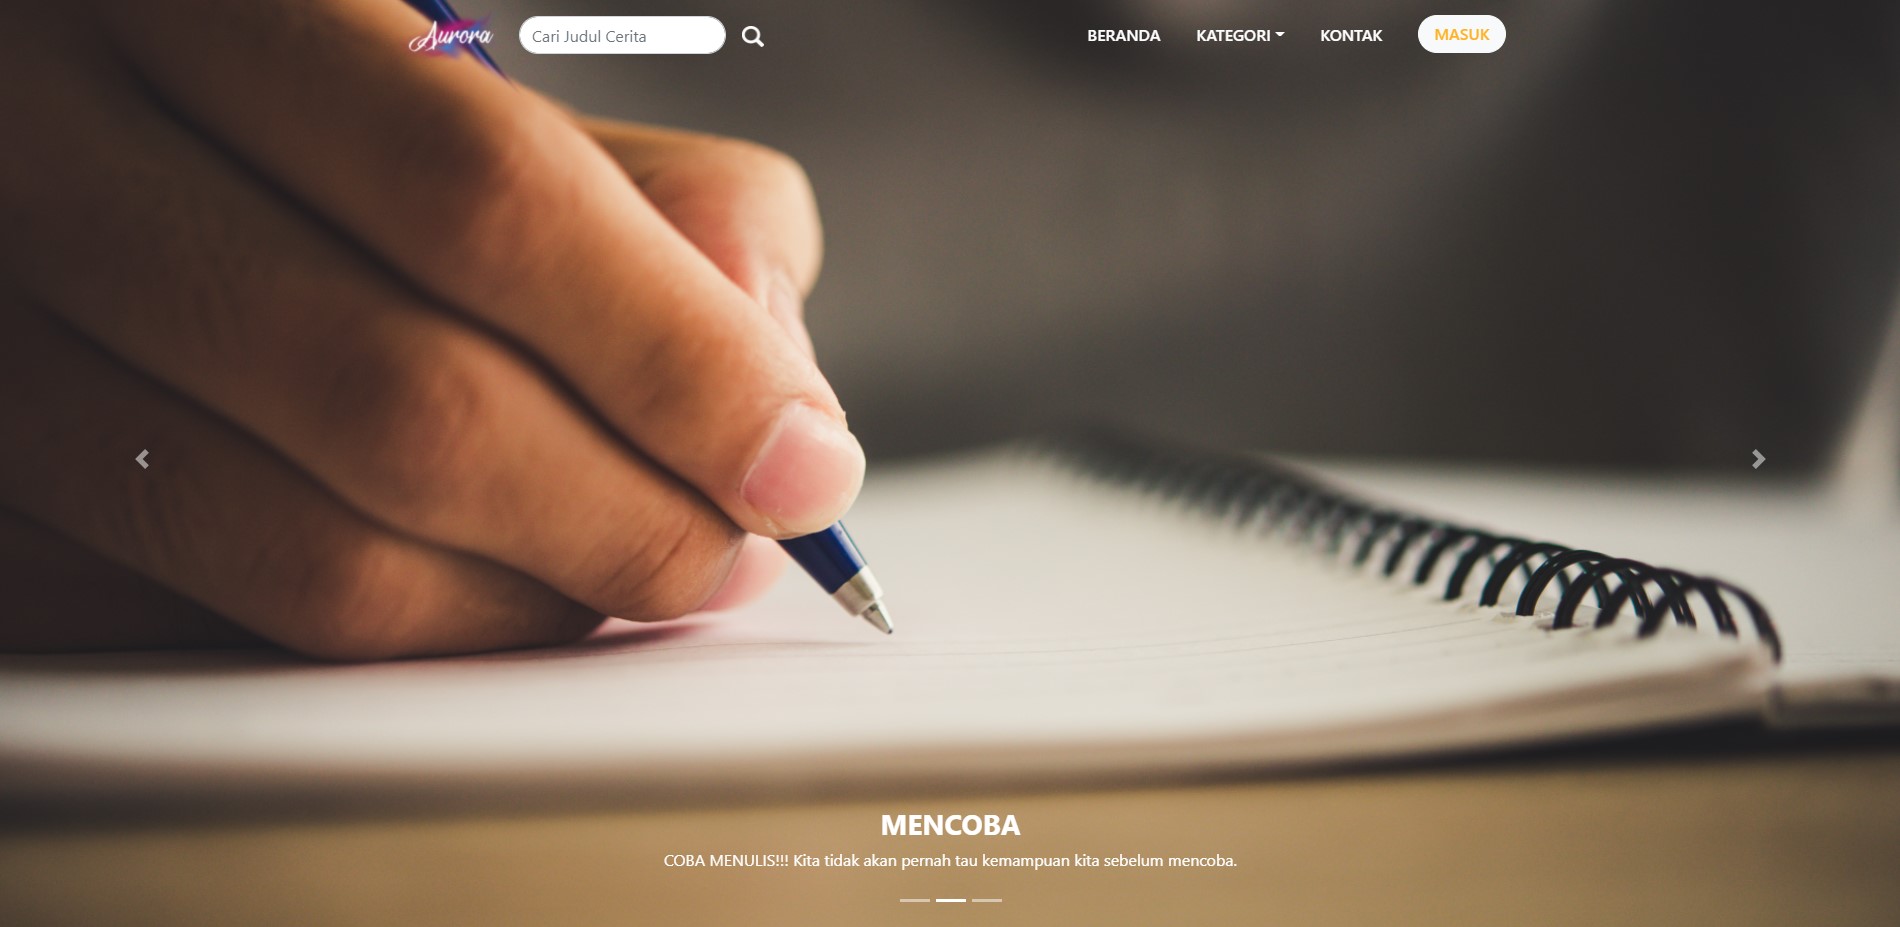 Aurora
Cari Judul Cerita
BERANDA
KATEGORI
KONTAK
MASUK
MENCOBA
COBA MENULIS!!! Kita tidak akan pernah tau kemampuan kita sebelum mencoba.